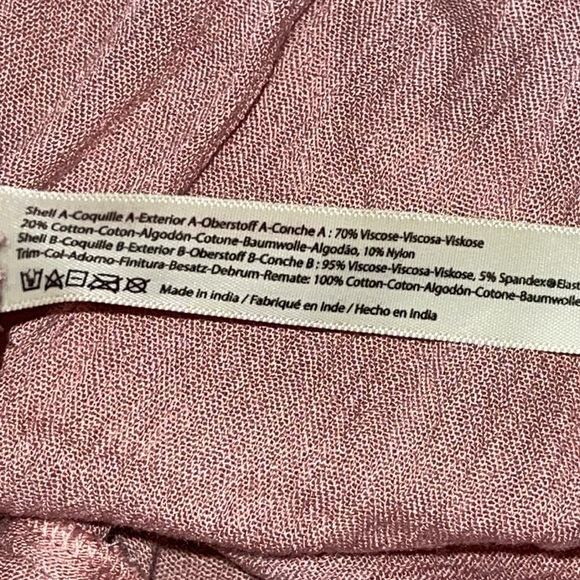 Shell A-Coquille A-Exterior A-Oberstoff A-Conche A : 70% Viscose-Viscosa-Viskose
20% Cotton-Coton-Algodón-Cotone-Baumwolle-Algodão, 10% Nylon
Shell B-Coquille B-Exterior B-Oberstoff B-Conche B : 95% Viscose-Viscosa-Viskose, 5% Spandex@Elast
Trim-Col-Adorno-Finitura-Besatz-Debrum-Remate: 100% Cotton-Coton-Algodón-Cotone-Baumwolle
Made in india / Fabriqué en Inde / Hecho en India